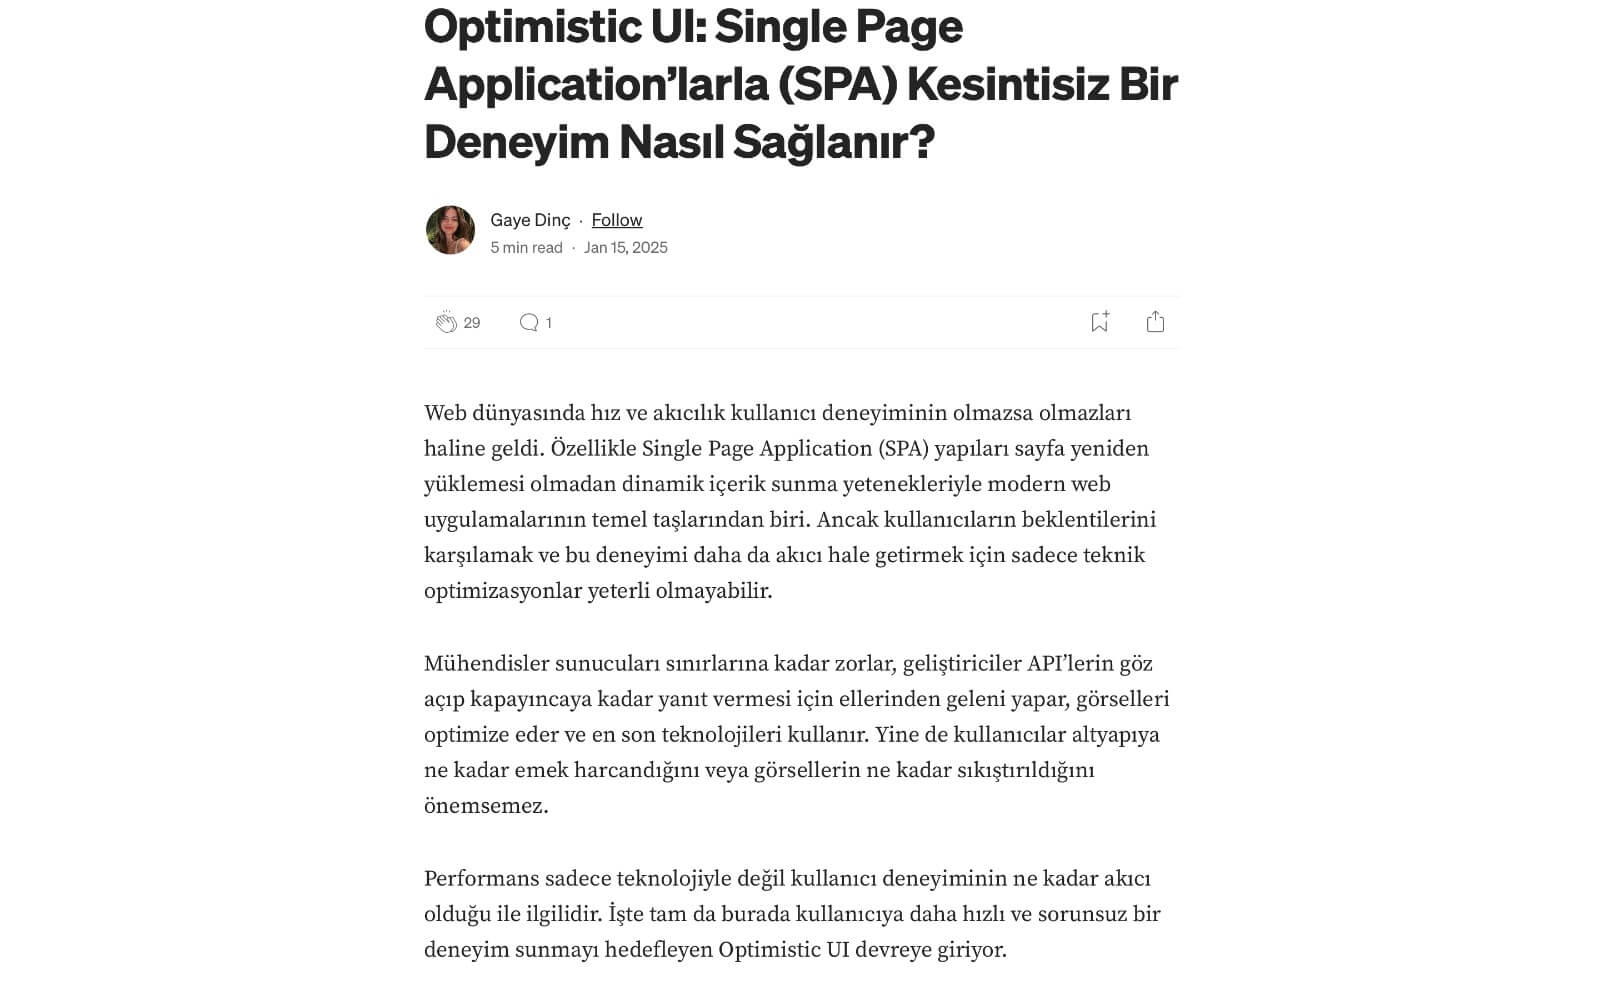 Optimistic UI: Single Page
Application’larla (SPA) Kesintisiz Bir
Deneyim Nasıl Sağlanır?
Gaye Dinç · Follow
5 min read · Jan 15, 2025
29 1
Web dünyasında hız ve akıcılık kullanıcı deneyiminin olmazsa olmazları
haline geldi. Özellikle Single Page Application (SPA) yapıları sayfa yeniden
yüklemesi olmadan dinamik içerik sunma yetenekleriyle modern web
uygulamalarının temel taşlarından biri. Ancak kullanıcıların beklentilerini
karşılamak ve bu deneyimi daha da akıcı hale getirmek için sadece teknik
optimizasyonlar yeterli olmayabilir.
Mühendisler sunucuları sınırlarına kadar zorlar, geliştiriciler API’lerin göz
açıp kapayıncaya kadar yanıt vermesi için ellerinden geleni yapar, görselleri
optimize eder ve en son teknolojileri kullanır. Yine de kullanıcılar altyapıya
ne kadar emek harcandığını veya görsellerin ne kadar sıkıştırıldığını
önemsemez.
Performans sadece teknolojiyle değil kullanıcı deneyiminin ne kadar akıcı
olduğu ile ilgilidir. İşte tam da burada kullanıcıya daha hızlı ve sorunsuz bir
deneyim sunmayı hedefleyen Optimistic UI devreye giriyor.